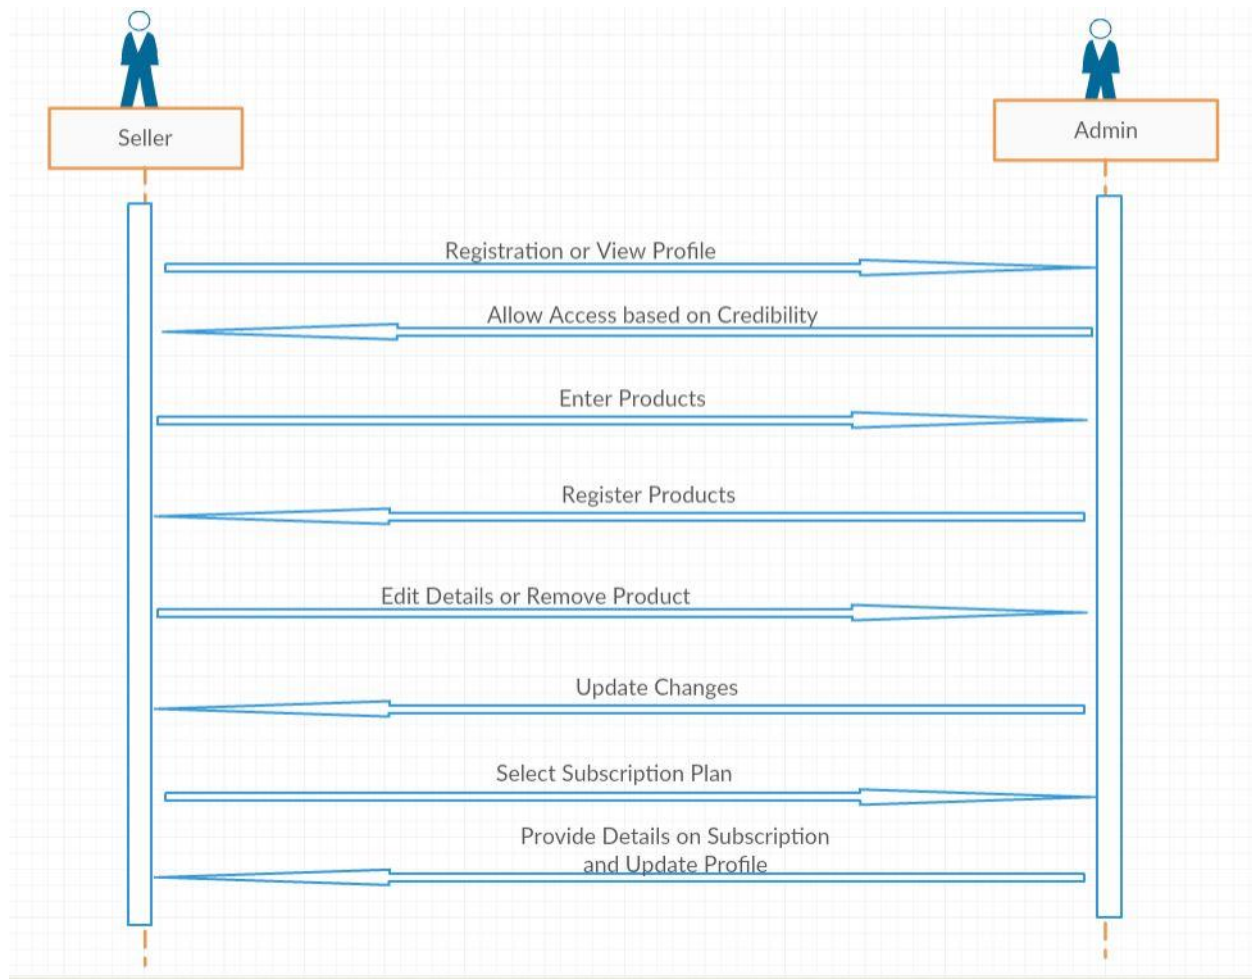 Seller
Admin
Registration or View Profile
Allow Access based on Credibility
Enter Products
Register Products
Edit Details or Remove Product
Update Changes
Select Subscription Plan
Provide Details on Subscription
and Update Profile